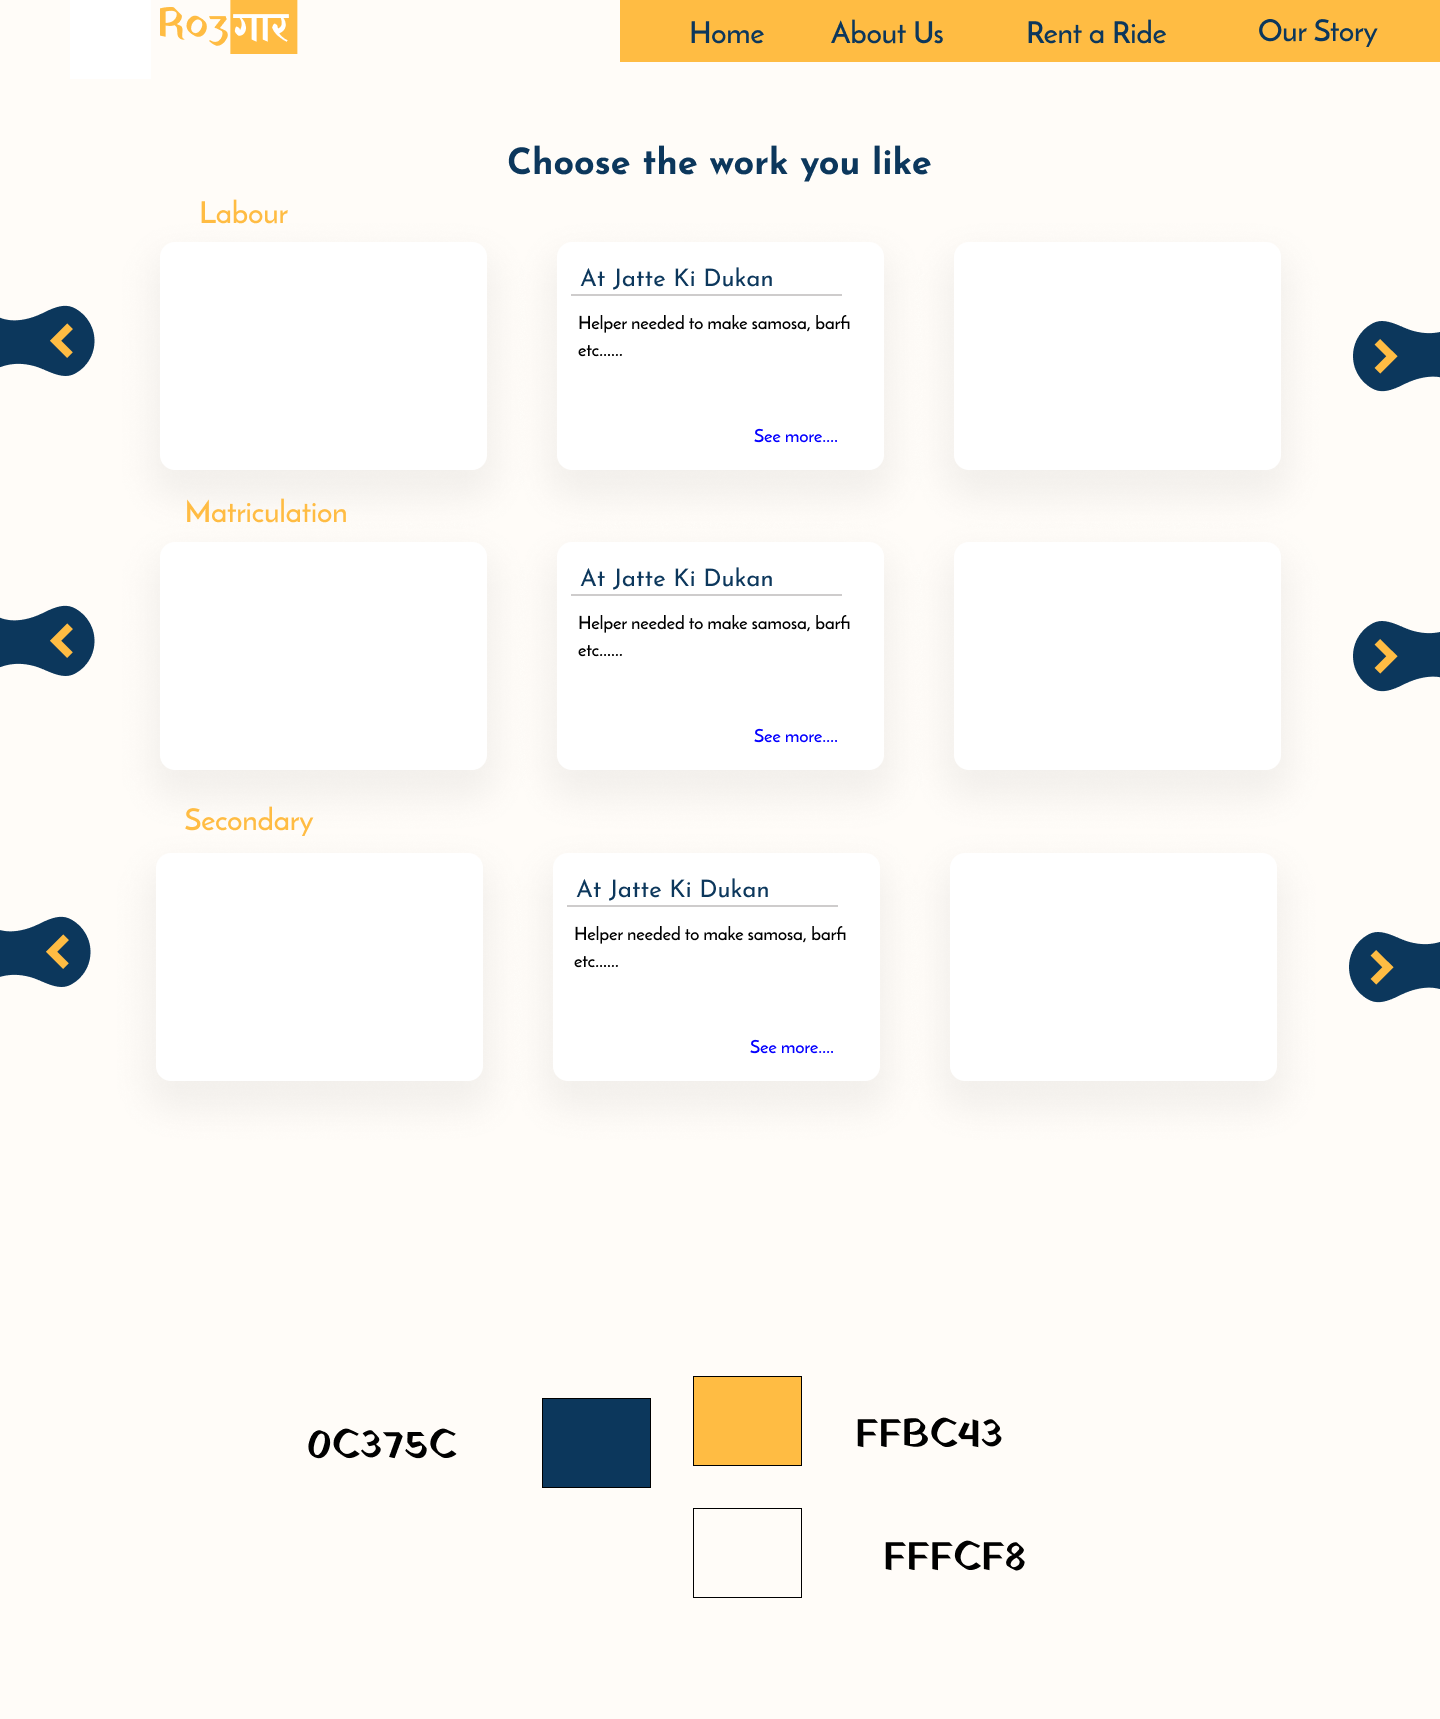 Roзगार
Home About Us Rent a Ride Our Story
Choose the work you like
Labour
At Jatte Ki Dukan
Helper needed to make samosa, barfi
etc......
See more....
Matriculation
At Jatte Ki Dukan
Helper needed to make samosa, barfi
etc......
See more....
Secondary
At Jatte Ki Dukan
Helper needed to make samosa, barfi
etc......
See more....
0C375C
FFBC43
FFFCF8